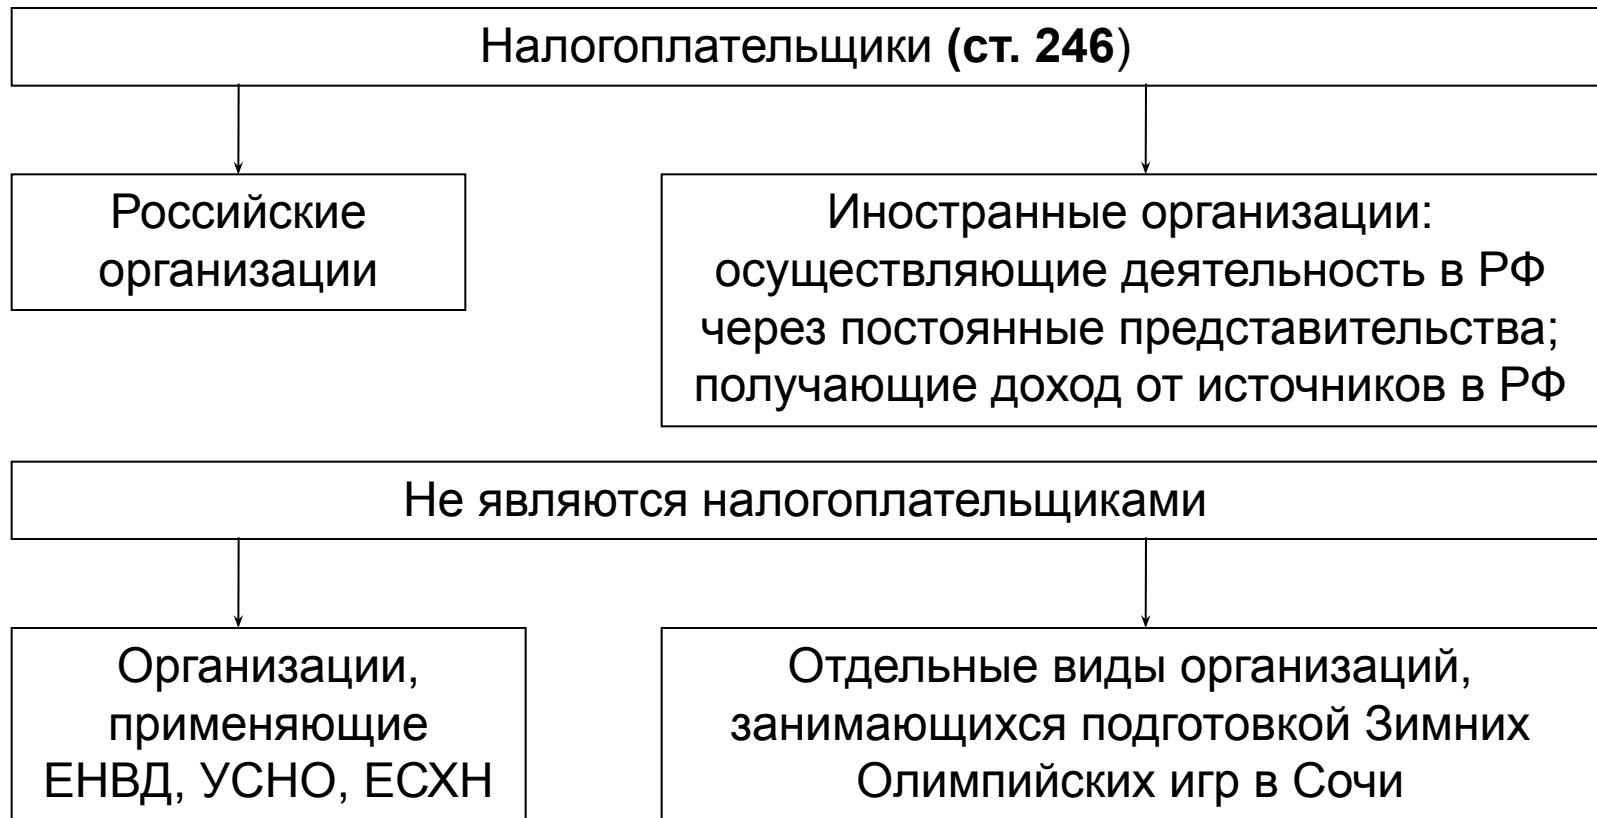 Налогоплательщики (ст. 246)
Российские
организации
Иностранные организации:
осуществляющие деятельность в РФ
через постоянные представительства;
получающие доход от источников в РФ
Не являются налогоплательщиками
Организации,
применяющие
ЕНВД, УСНО, ЕСХН
Отдельные виды организаций,
занимающихся подготовкой Зимних
Олимпийских игр в Сочи